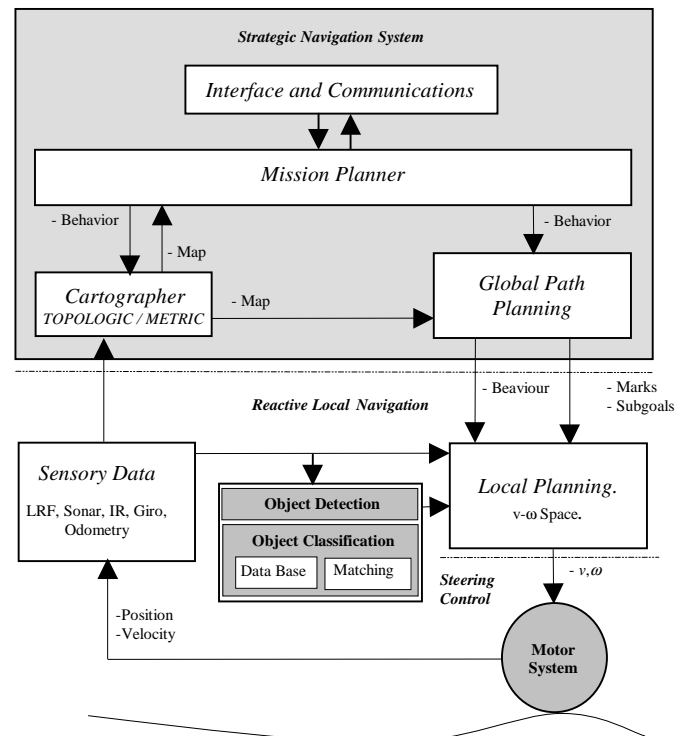 Strategic Navigation System
Interface and Communications
Mission Planner
- Behavior
- Map
- Behavior
Cartographer
TOPOLOGIC / METRIC
- Map
Global Path
Planning
- Beaviour
- Marks
- Subgoals
Reactive Local Navigation
Sensory Data
LRF, Sonar, IR, Giro,
Odometry
Object Detection
Object Classification
Data Base
Matching
Local Planning.
v-ω Space.
Steering
Control
- v,ω
-Position
-Velocity
Motor
System